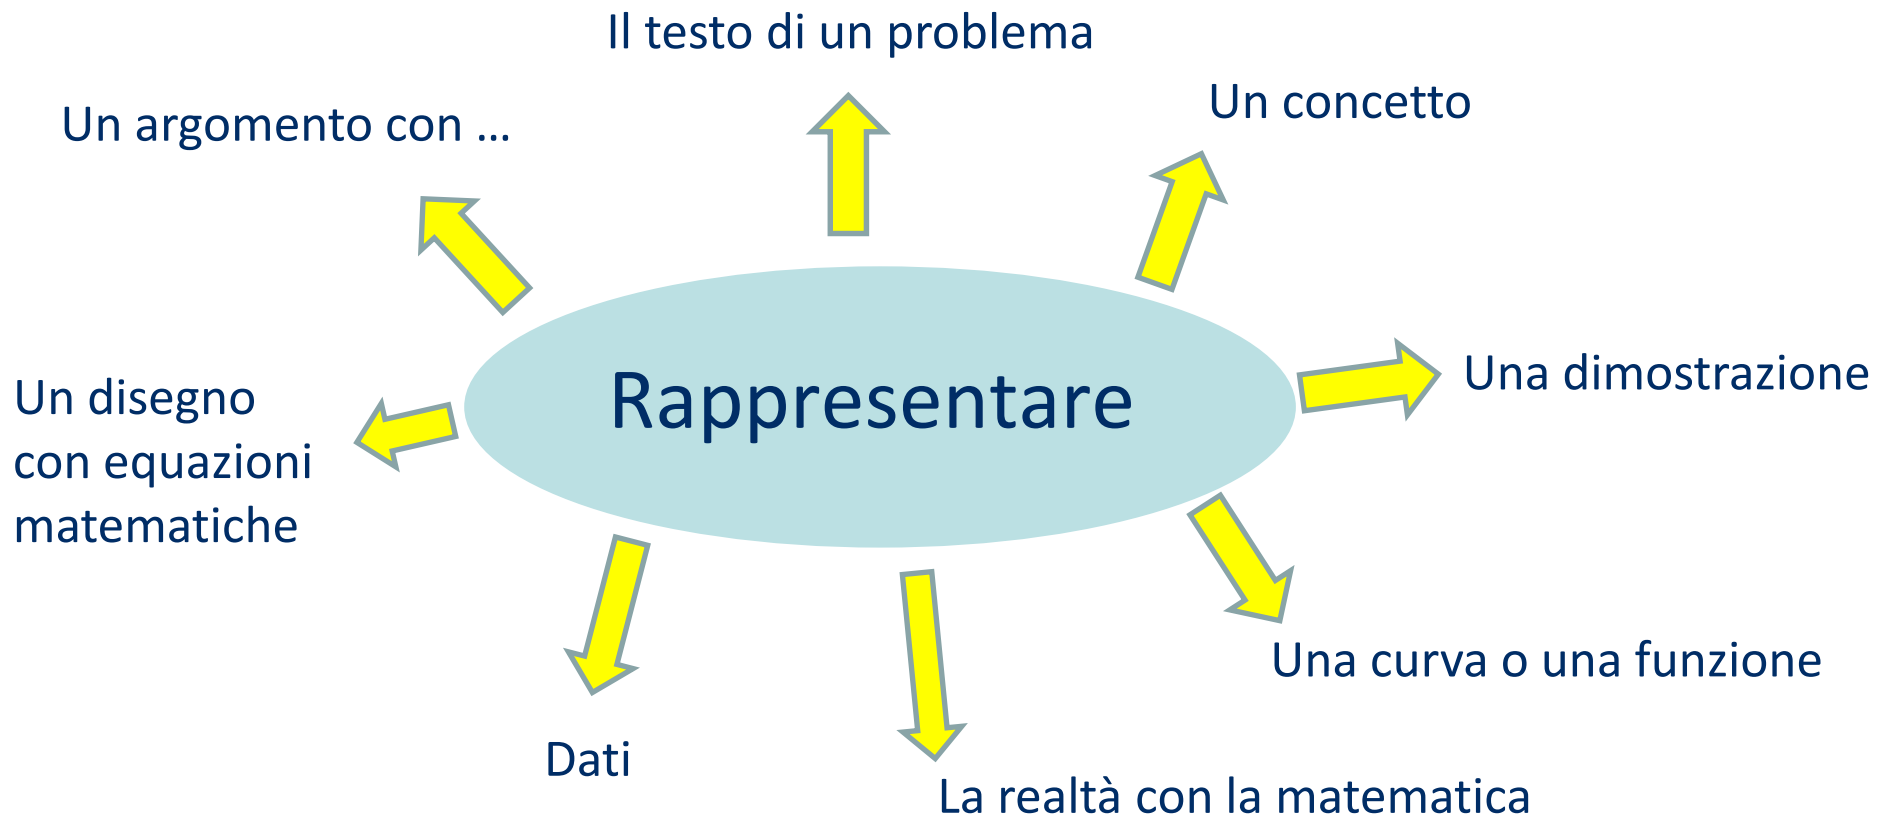 Il testo di un problema
Un concetto
Un argomento con ...
Una dimostrazione
Rappresentare
Un disegno
con equazioni
matematiche
Una curva o una funzione
Dati
La realtà con la matematica